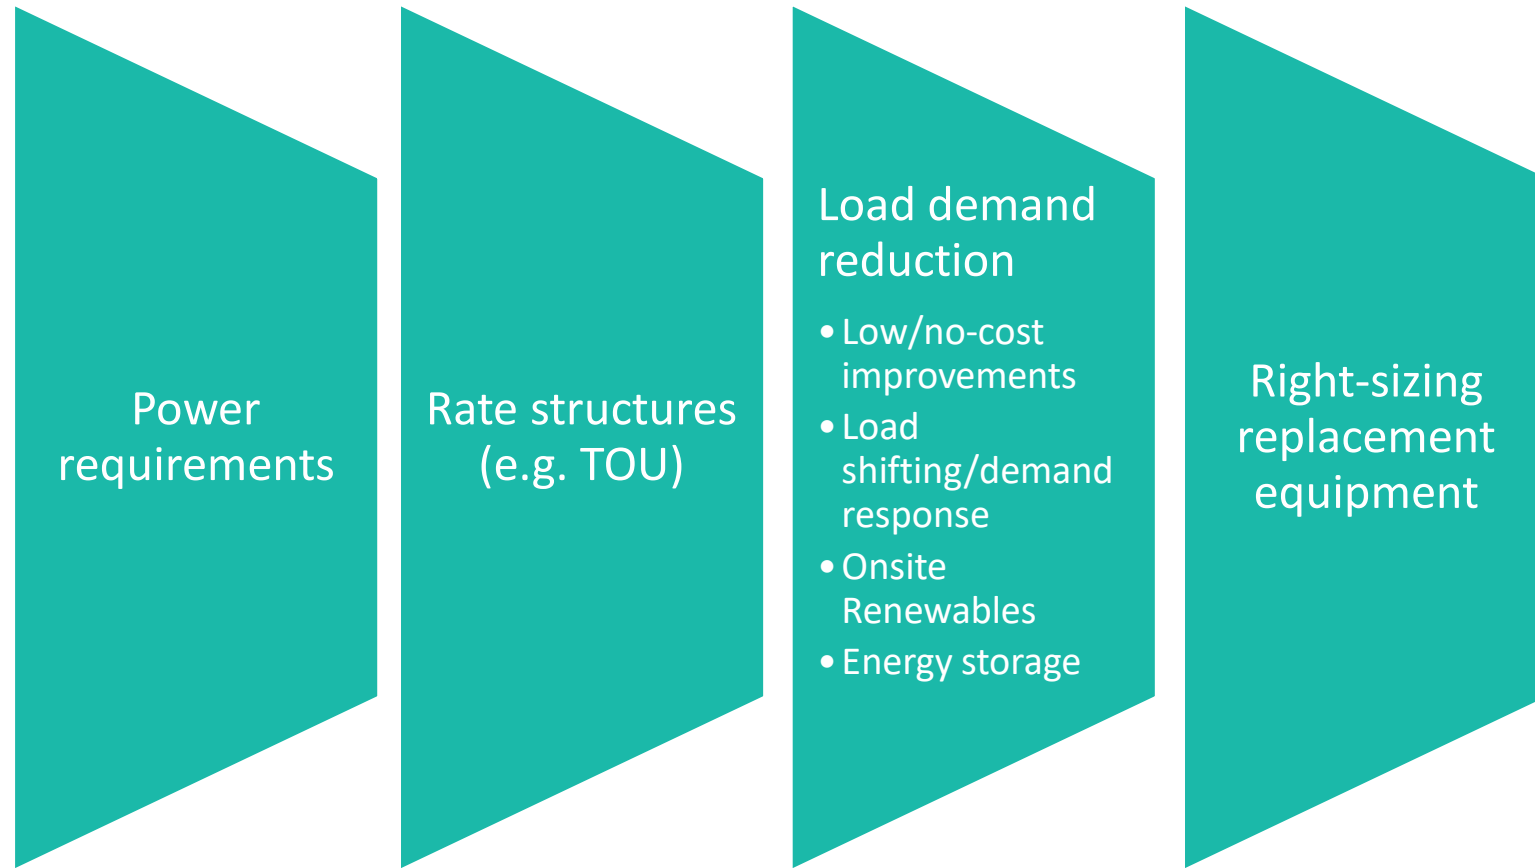 Power
requirements
Rate structures
(e.g. TOU)
Load demand
reduction
•Low/no-cost
improvements
•Load
shifting/demand
response
•Onsite
Renewables
•Energy storage
Right-sizing
replacement
equipment